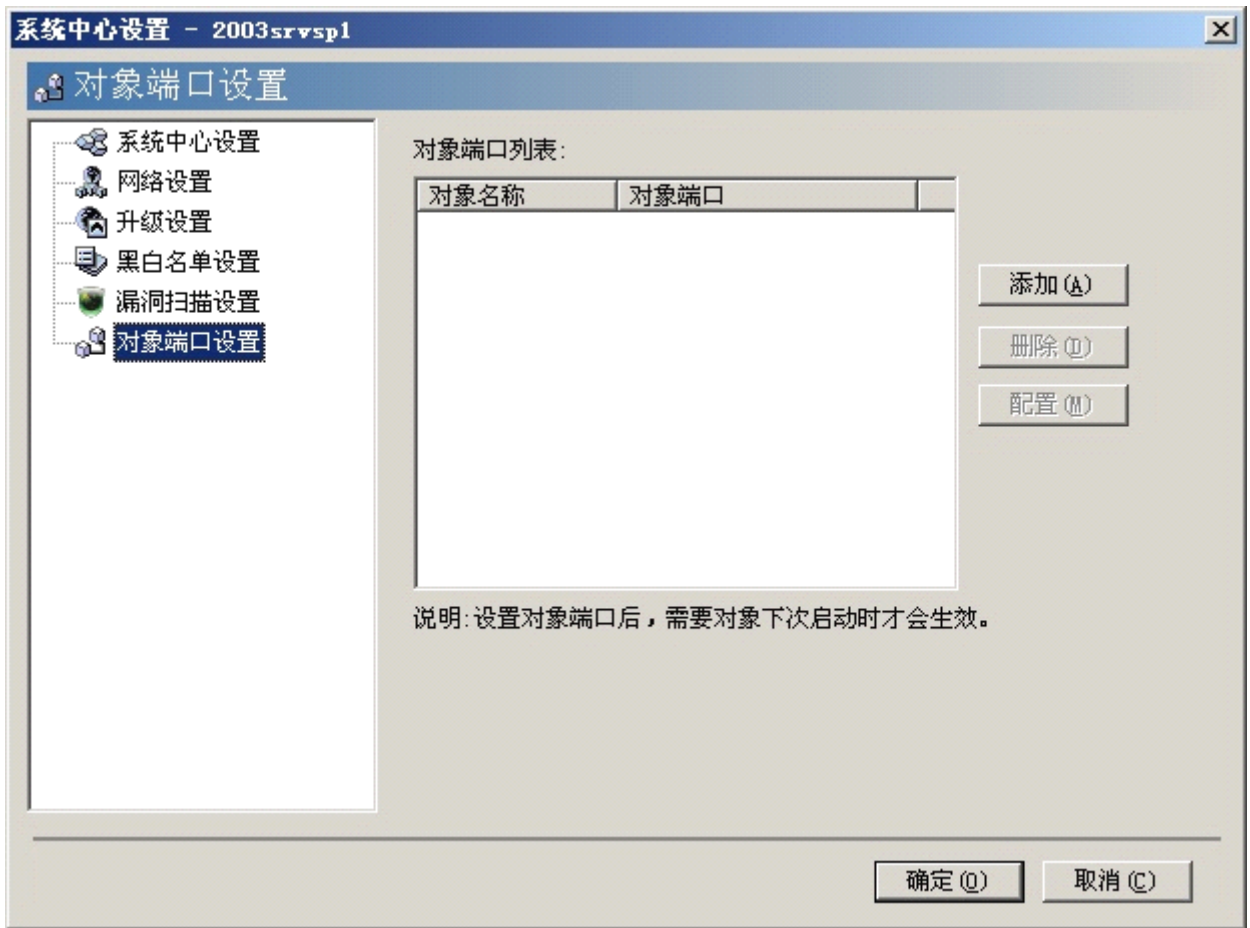 系统中心设置 - 2003srvsp1
对象端口设置
系统中心设置
网络设置
升级设置
黑白名单设置
漏洞扫描设置
对象端口设置
对象端口列表:
对象名称 对象端口
添加(A)
删除(D)
配置(M)
说明:设置对象端口后，需要对象下次启动时才会生效。
确定(O) 取消(C)